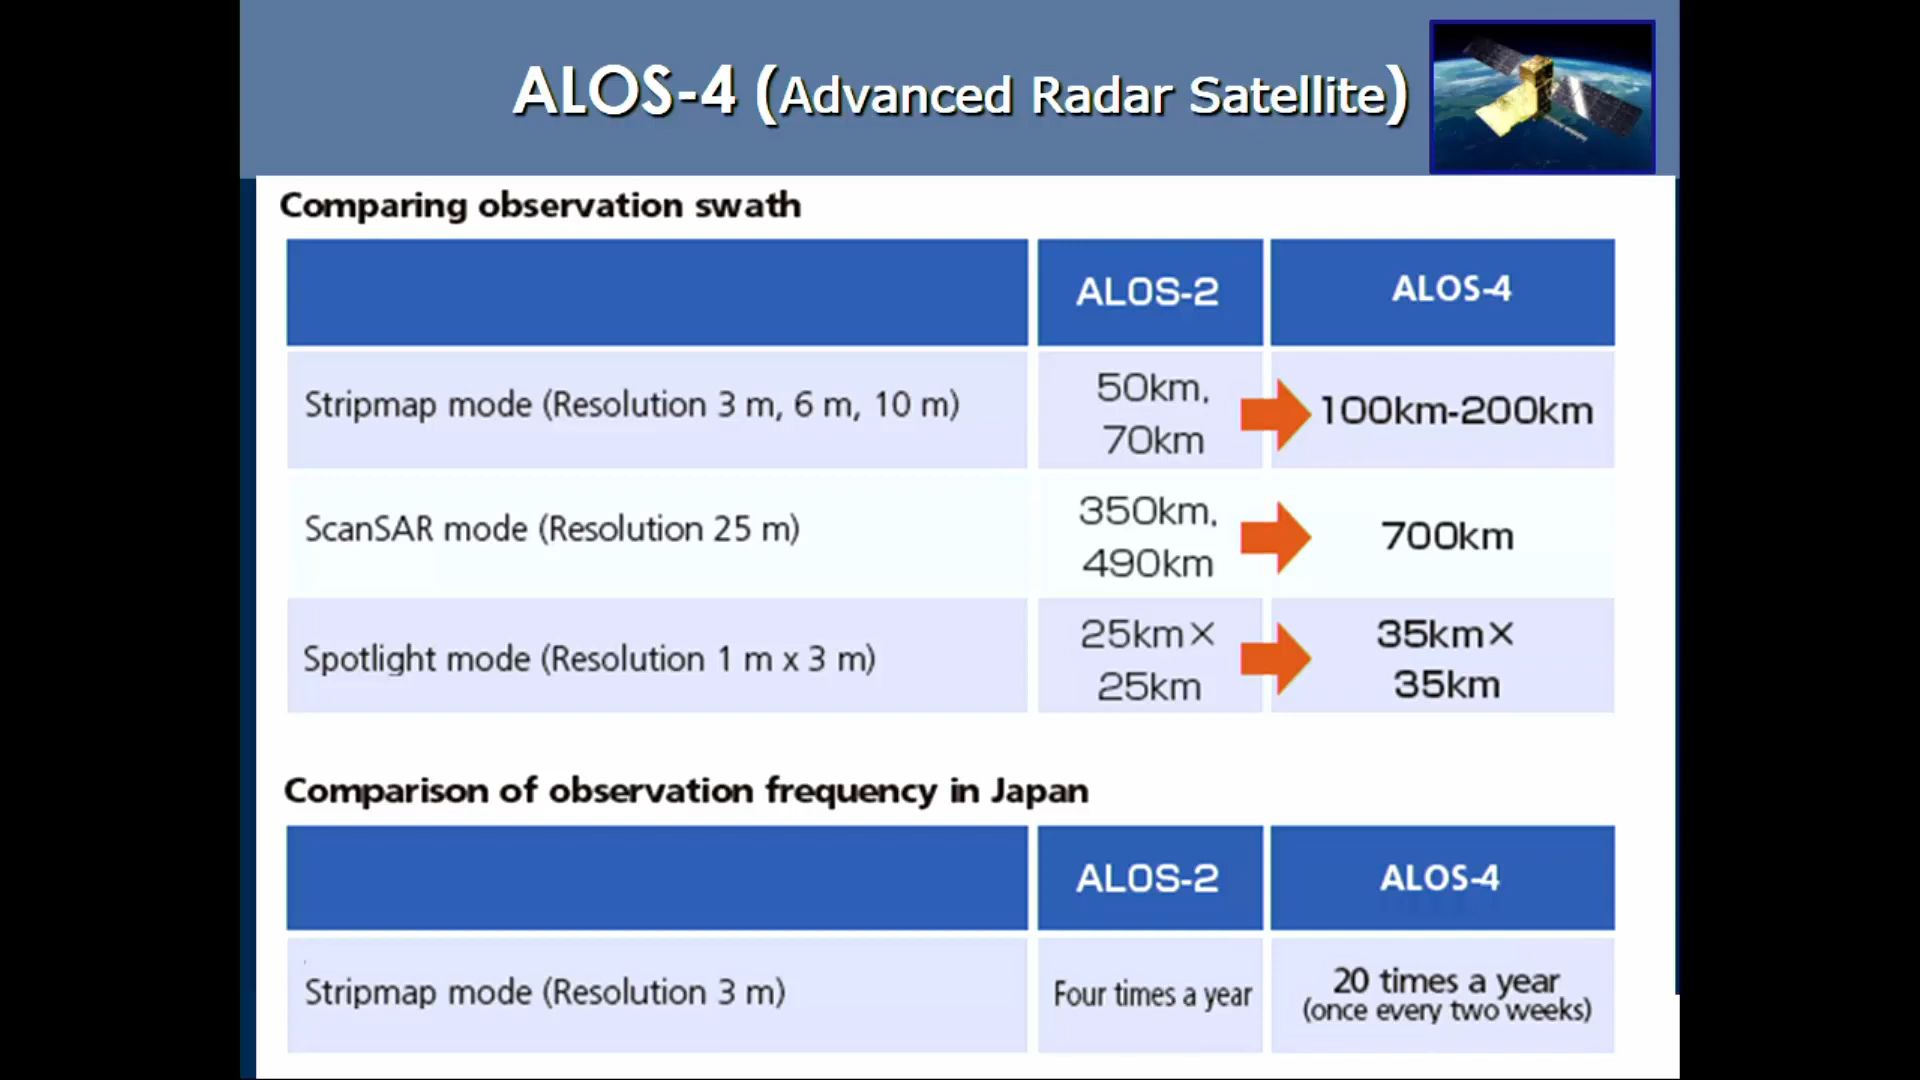 ALOS-4 (Advanced Radar Satellite)
Comparing observation swath
ALOS-2
ALOS-4
Stripmap mode (Resolution 3 m, 6 m, 10 m)
50km,
70km
100km-200km
ScanSAR mode (Resolution 25 m)
350km,
490km
700km
Spotlight mode (Resolution 1 m x 3 m)
25km×
25km
35km×
35km
Comparison of observation frequency in Japan
ALOS-2
ALOS-4
Stripmap mode (Resolution 3 m)
Four times a year
20 times a year
(once every two weeks)